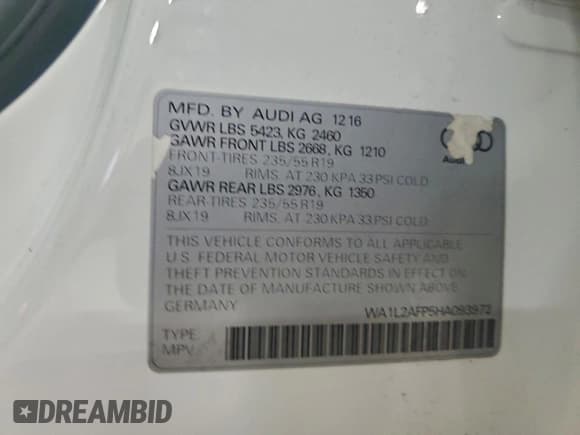 MFD. BY AUDI AG 12 16
GVWR LBS 5423, KG 2460
GAWR FRONT LBS 2668, KG 1210
FRONT-TIRES 235/55 R19
8JX19 RIMS. AT 230 KPA 33 PSI COLD
GAWR REAR LBS 2976, KG 1350
REAR-TIRES 235/55 R19
8JX19 RIMS. AT 230 KPA 33 PSI COLD
Audi
THIS VEHICLE CONFORMS TO ALL APPLICABLE
U.S. FEDERAL MOTOR VEHICLE SAFETY AND
THEFT PREVENTION STANDARDS IN EFFECT ON
THE DATE OF MANUFACTURE SHOWN ABOVE
GERMANY
WA1L2AFP5HA093972
TYPE
MPV
DREAMBID